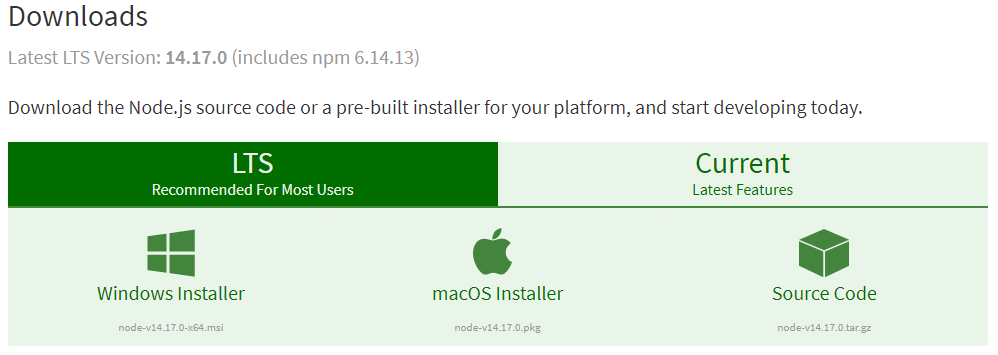 Downloads
Latest LTS Version: 14.17.0 (includes npm 6.14.13)
Download the Node.js source code or a pre-built installer for your platform, and start developing today.
LTS
Recommended For Most Users
Current
Latest Features
Windows Installer
node-v14.17.0-x64.msi
macOS Installer
node-v14.17.0.pkg
Source Code
node-v14.17.0.tar.gz